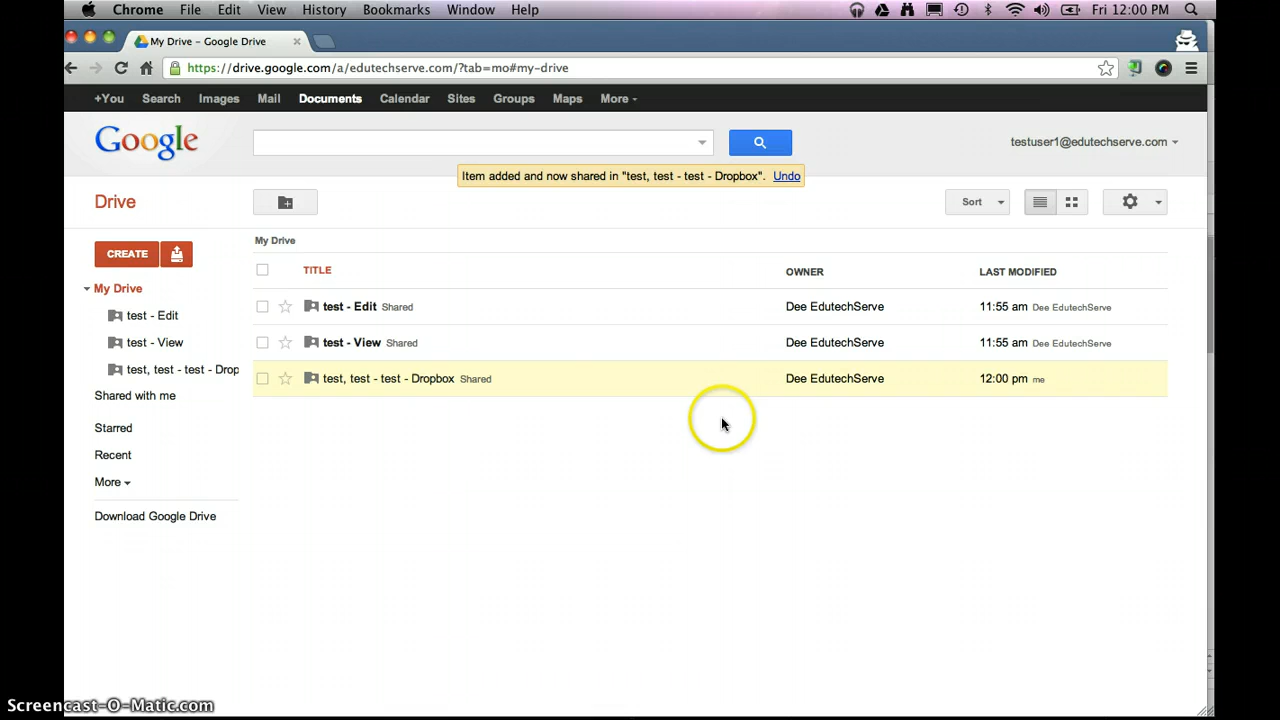 Chrome File Edit View History Bookmarks Window Help Fri 12:00 PM
My Drive – Google Drive
https://drive.google.com/a/edutechserve.com/?tab=mo#my-drive
+You Search Images Mail Documents Calendar Sites Groups Maps More
Google testuser1@edutechserve.com
Item added and now shared in "test, test - test - Dropbox". Undo
Drive Sort
My Drive
CREATE
TITLE OWNER LAST MODIFIED
My Drive
test - Edit Shared Dee EdutechServe 11:55 am Dee EdutechServe
test - Edit
test - View Shared Dee EdutechServe 11:55 am Dee EdutechServe
test - View
test, test - test - Dropbox Shared Dee EdutechServe 12:00 pm me
test, test - test - Drop
Shared with me
Starred
Recent
More
Download Google Drive
Screencast-O-Matic.com